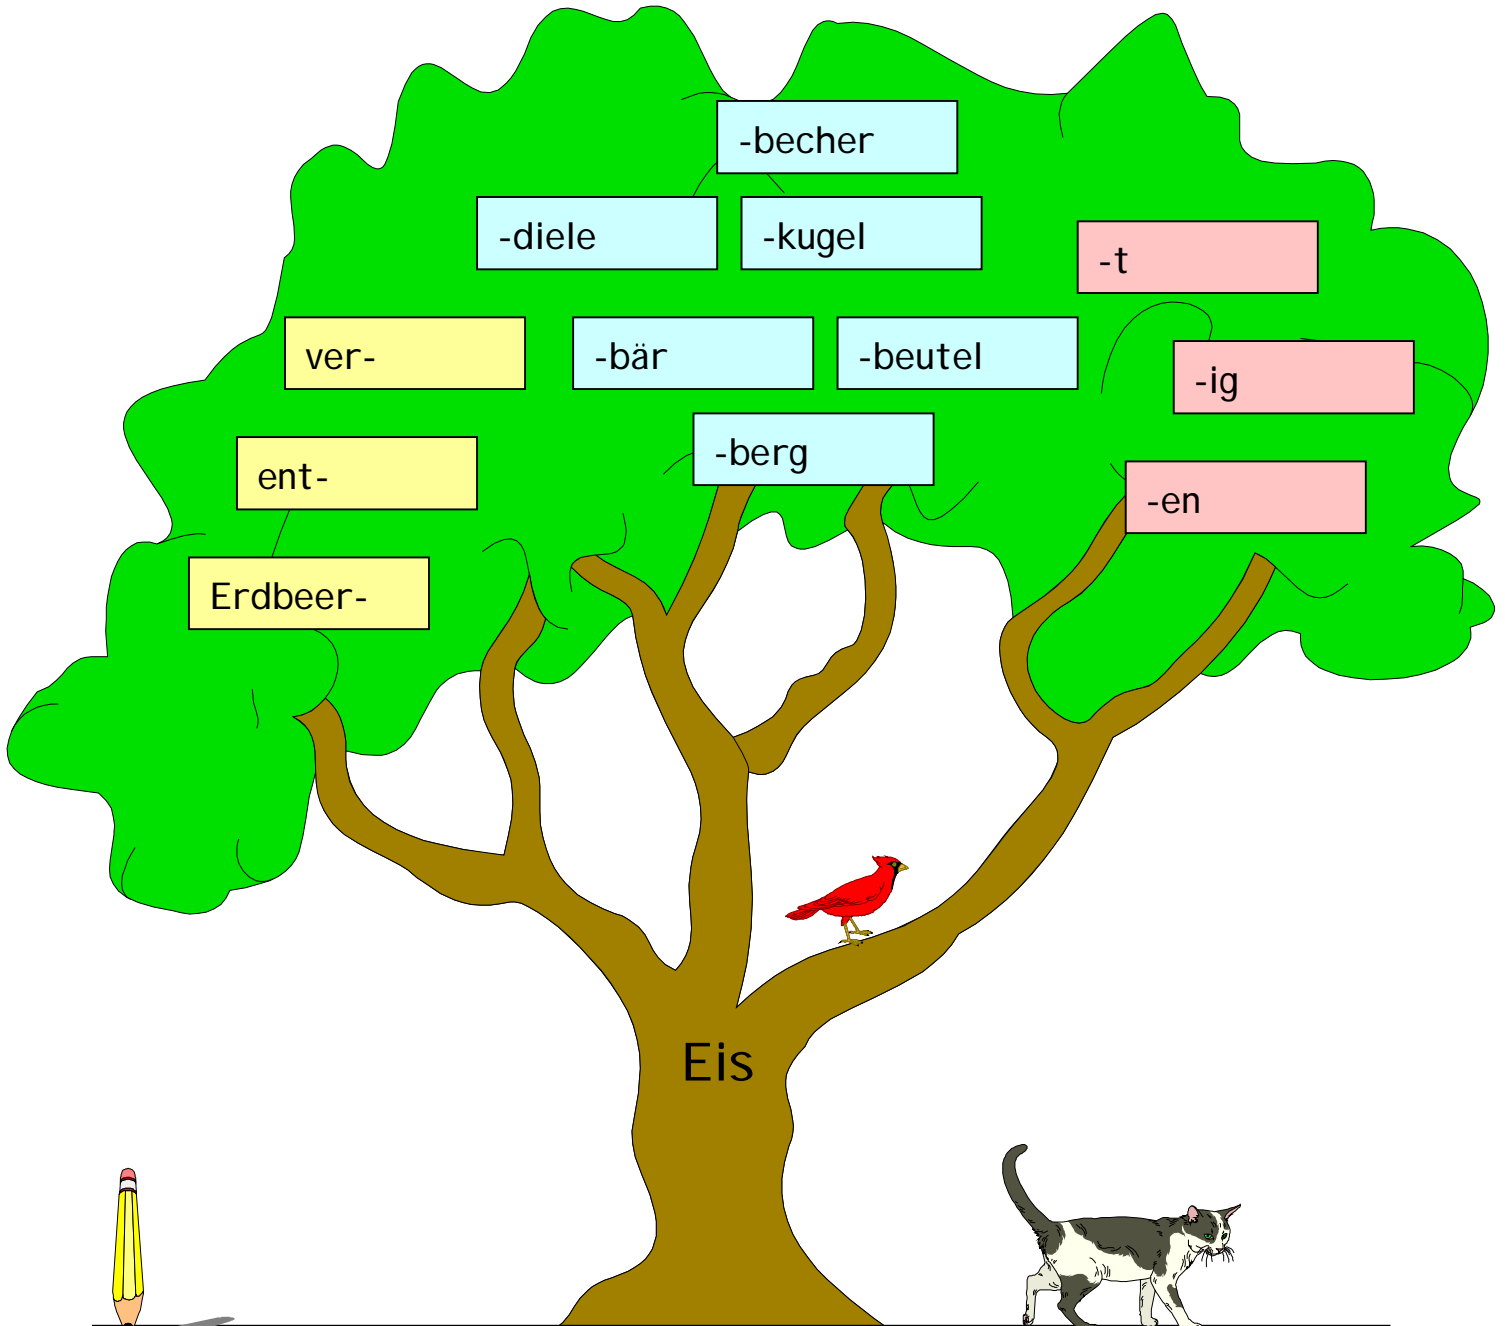 -becher
-diele
-kugel
-t
ver-
-bär
-beutel
-ig
-berg
ent-
-en
Erdbeer-
Eis